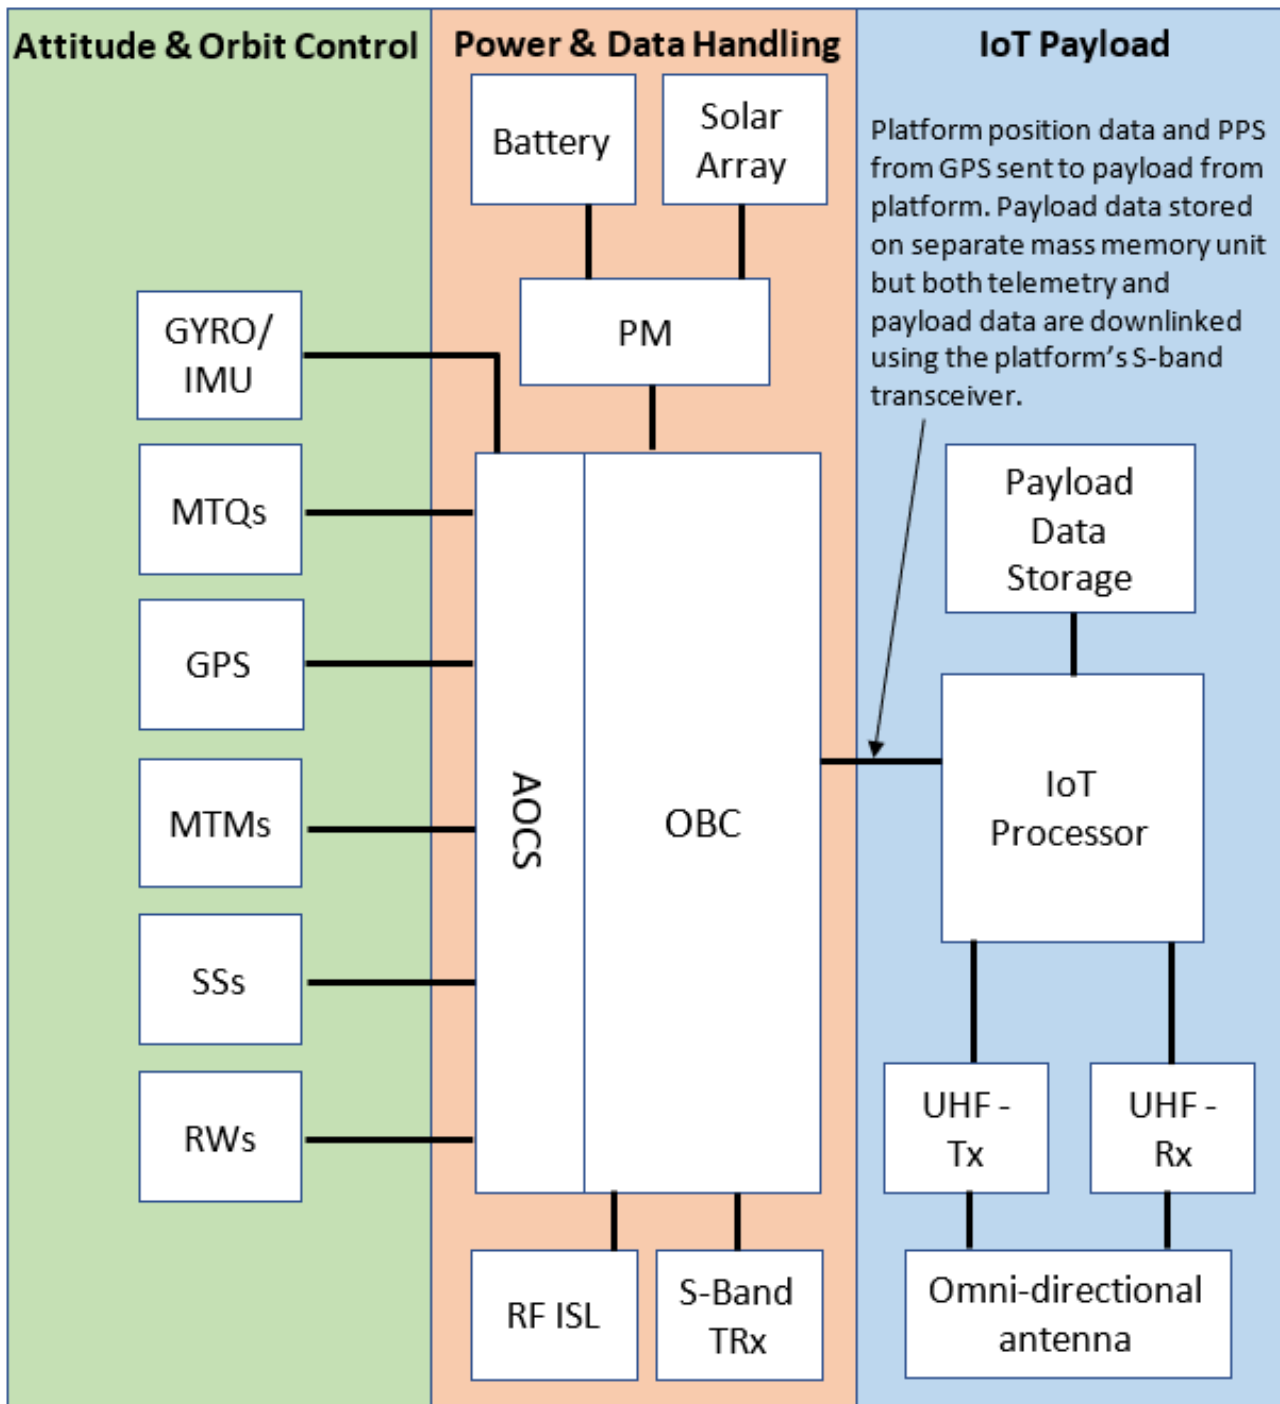 Attitude & Orbit Control
Power & Data Handling
IoT Payload
Battery
Solar
Array
PM
GYRO/
IMU
MTQs
GPS
MTMs
SSs
RWs
AOCS
OBC
RF ISL
S-Band
TRx
Platform position data and PPS
from GPS sent to payload from
platform. Payload data stored
on separate mass memory unit
but both telemetry and
payload data are downlinked
using the platform’s S-band
transceiver.
Payload
Data
Storage
IoT
Processor
UHF -
Tx
UHF -
Rx
Omni-directional
antenna